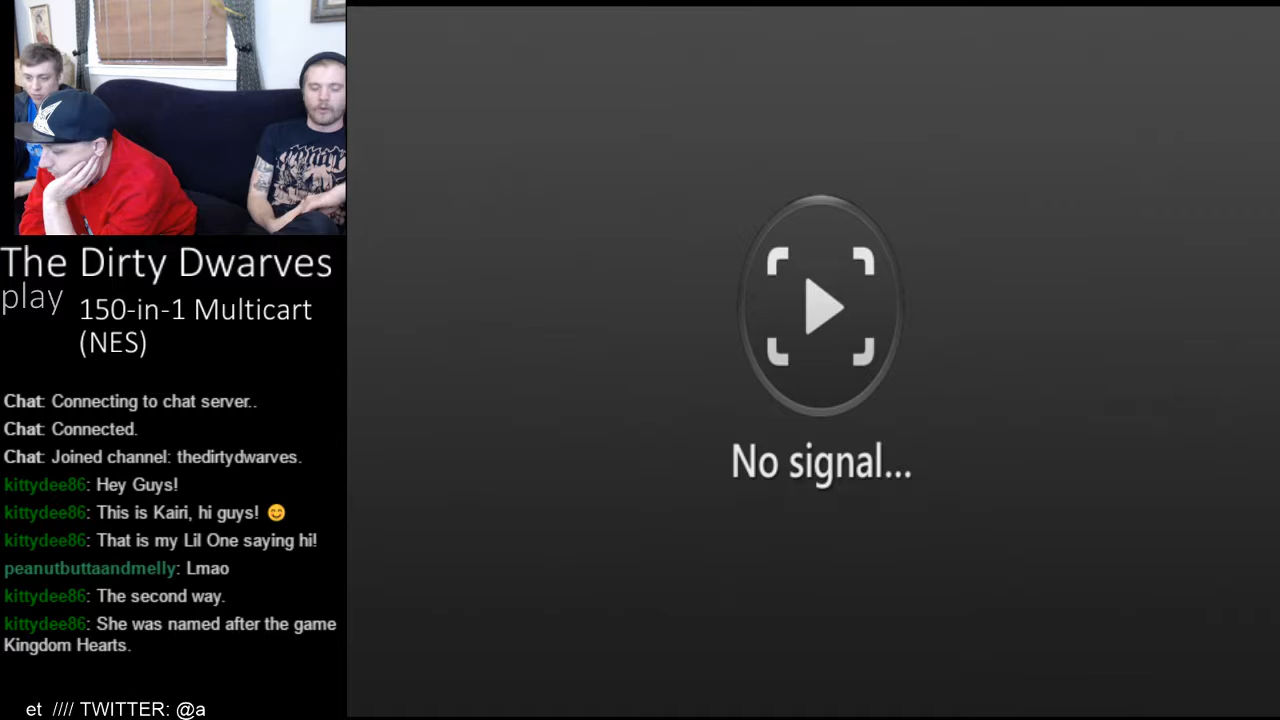 The Dirty Dwarves
play
150-in-1 Multicart
(NES)
Chat: Connecting to chat server..
Chat: Connected.
Chat: Joined channel: thedirtydwarves.
kittydee86: Hey Guys!
kittydee86: This is Kairi, hi guys! 😊
kittydee86: That is my Lil One saying hi!
peanutbuttaandmelly: Lmao
kittydee86: The second way.
kittydee86: She was named after the game
Kingdom Hearts.
et //// TWITTER: @a
No signal...